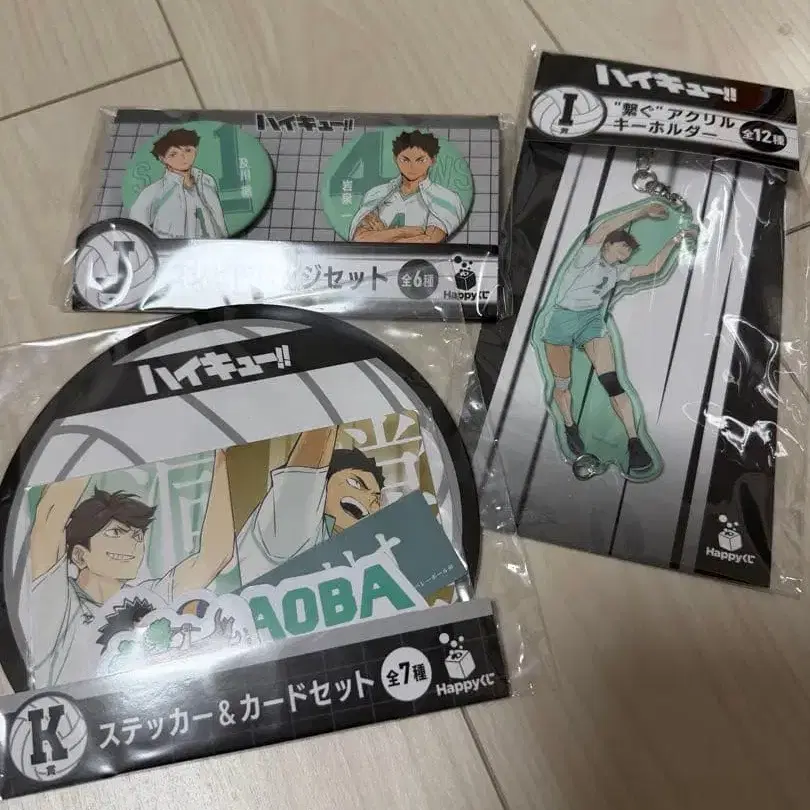 ハイキュー!!
1
及川 徹
4
岩泉 一
J
ジセット
全6種
Happyくじ
ハイキュー!!
I
賞
"繋ぐ"アクリル
キーホルダー
全12種
1
Happyくじ
ハイキュー!!
AOBA
K
賞
ステッカー&カードセット
全7種
Happyくじ